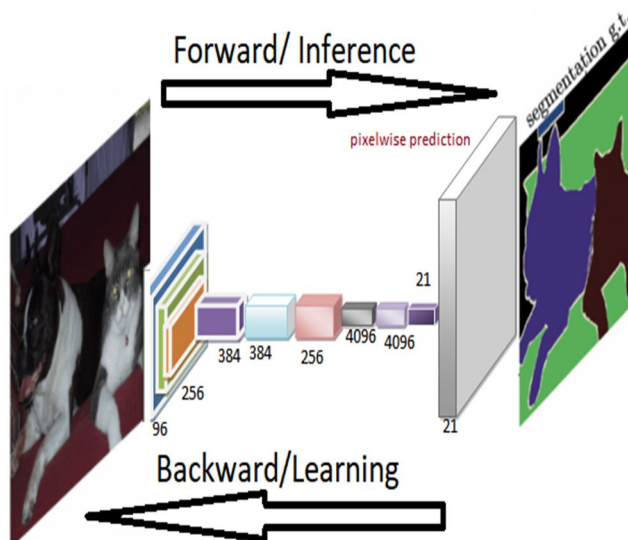 Forward/ Inference
segmentation g.t.
pixelwise prediction
21
384
384
256
4096
4096
256
96
21
Backward/Learning